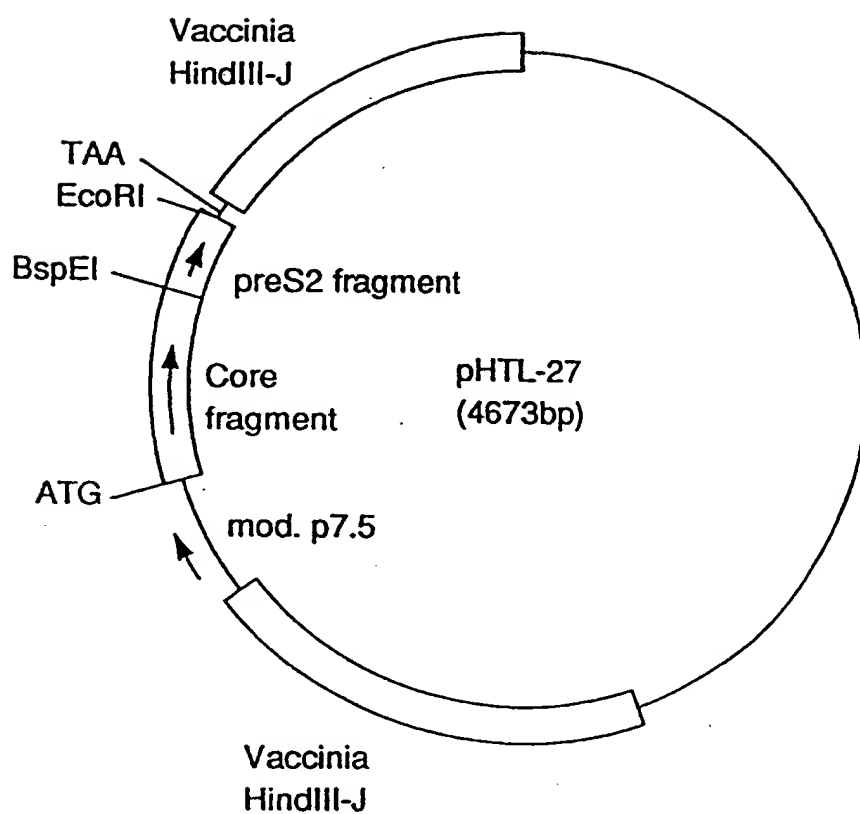 Vaccinia
HindIII-J
TAA
EcoRI
BspEI
preS2 fragment
Core
fragment
pHTL-27
(4673bp)
ATG
mod. p7.5
Vaccinia
HindIII-J